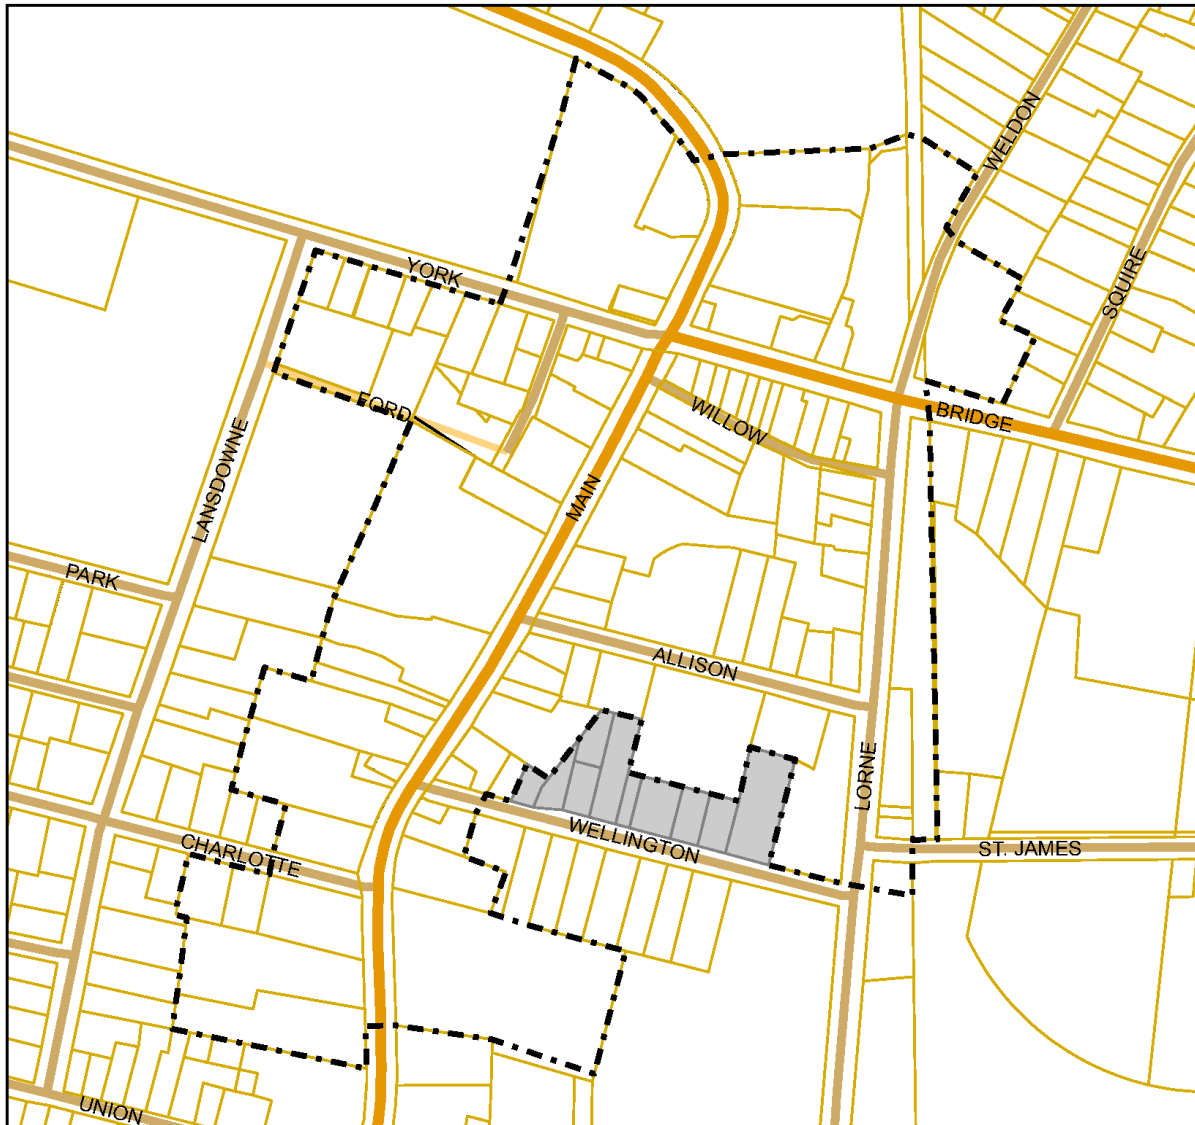 WELDON
YORK
SQUIRE
FORD
WILLOW
BRIDGE
LANSDOWNE
MAIN
PARK
ALLISON
LORNE
WELLINGTON
CHARLOTTE
ST. JAMES
UNION